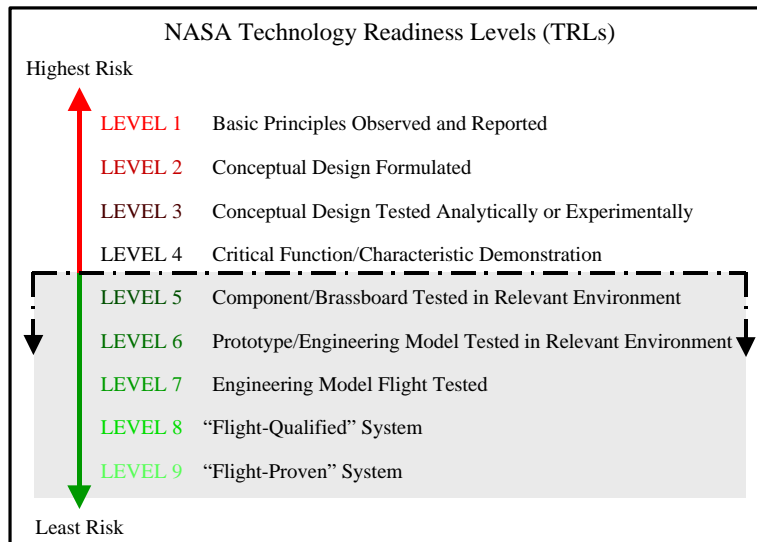 NASA Technology Readiness Levels (TRLs)
Highest Risk
LEVEL 1 Basic Principles Observed and Reported
LEVEL 2 Conceptual Design Formulated
LEVEL 3 Conceptual Design Tested Analytically or Experimentally
LEVEL 4 Critical Function/Characteristic Demonstration
LEVEL 5 Component/Brassboard Tested in Relevant Environment
LEVEL 6 Prototype/Engineering Model Tested in Relevant Environment
LEVEL 7 Engineering Model Flight Tested
LEVEL 8 “Flight-Qualified” System
LEVEL 9 “Flight-Proven” System
Least Risk